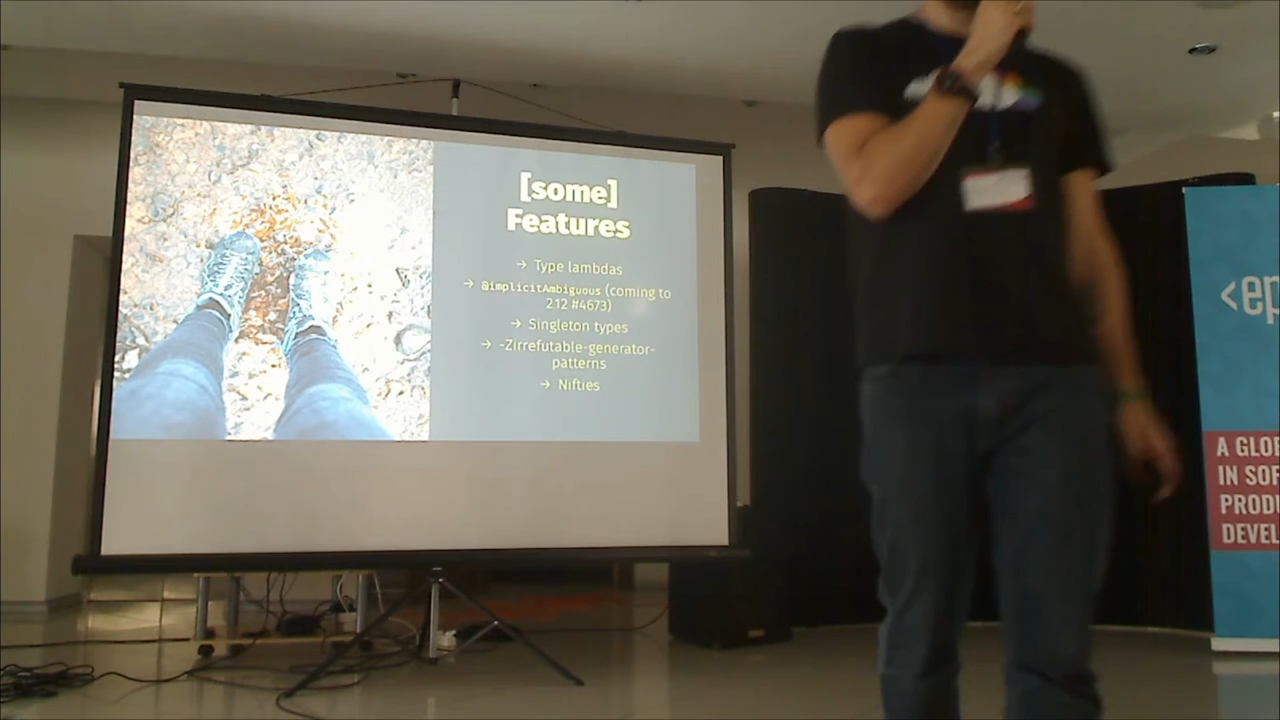 [some]
Features
→ Type lambdas
→ @implicitAmbiguous (coming to
2.12 #4673)
→ Singleton types
→ -Zirrefutable-generator-
patterns
→ Nifties
<ep
A GLO
IN SOF
PRODU
DEVEL